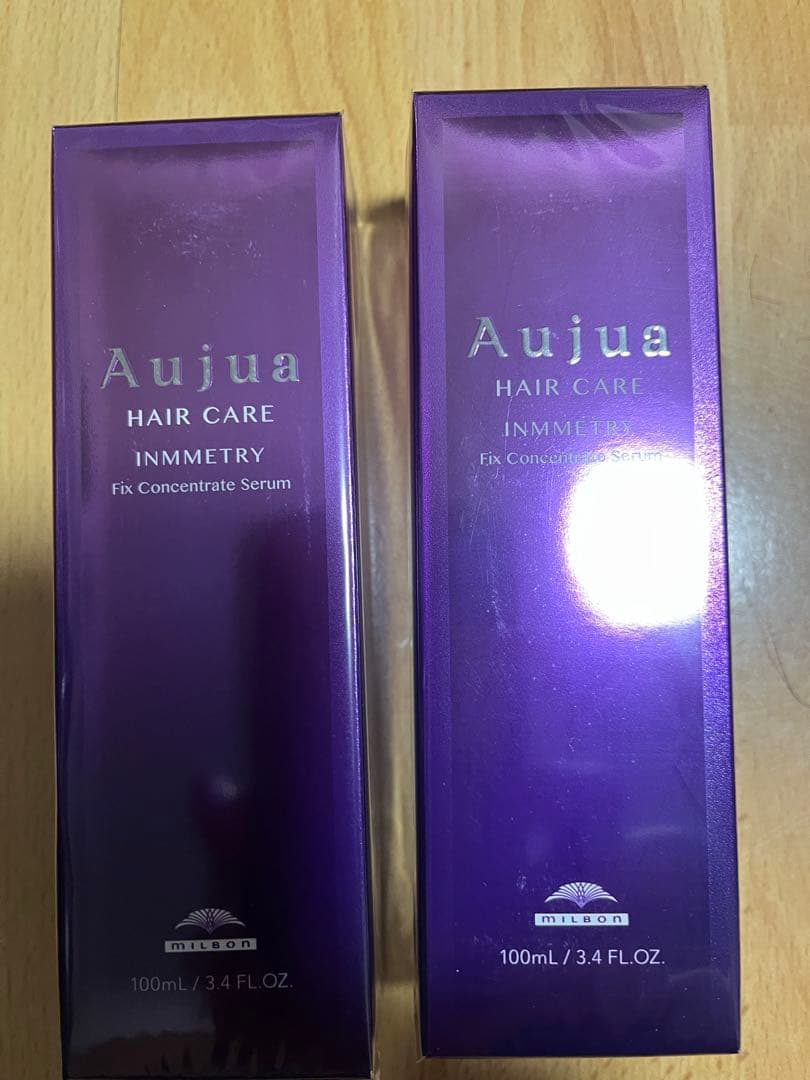 Aujua
HAIR CARE
INMMETRY
Fix Concentrate Serum
MILBON
100mL / 3.4 FL.OZ.
Aujua
HAIR CARE
INMMETRY
Fix Concentrate Serum
MILBON
100mL / 3.4 FL.OZ.